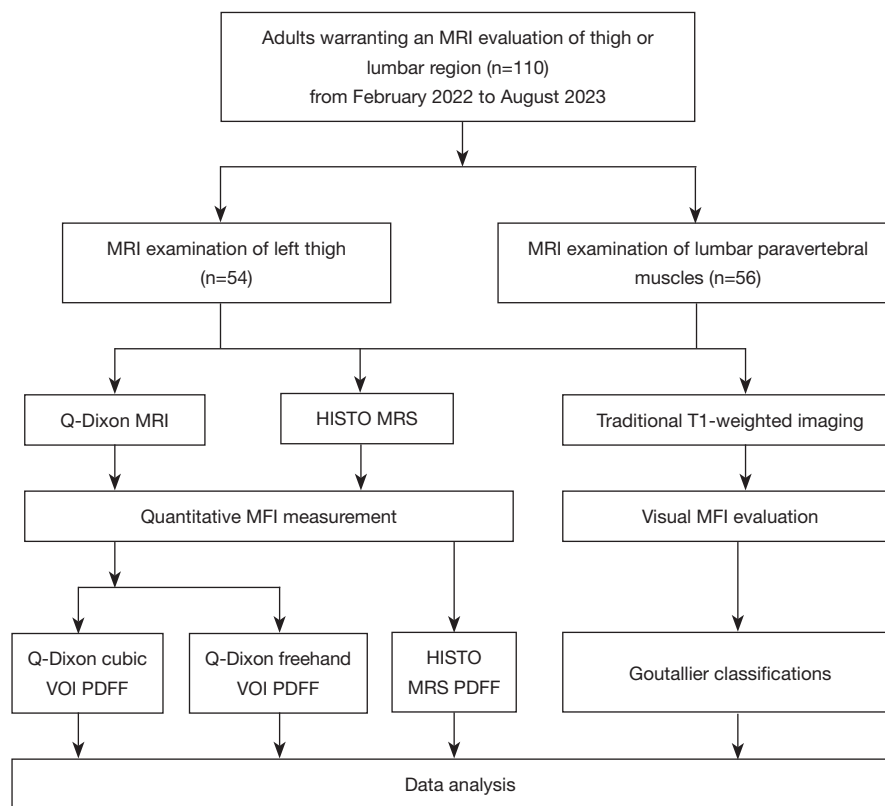 Adults warranting an MRI evaluation of thigh or
lumbar region (n=110)
from February 2022 to August 2023
MRI examination of left thigh
(n=54)
MRI examination of lumbar paravertebral
muscles (n=56)
Q-Dixon MRI
HISTO MRS
Traditional T1-weighted imaging
Quantitative MFI measurement
Visual MFI evaluation
Q-Dixon cubic
VOI PDFF
Q-Dixon freehand
VOI PDFF
HISTO
MRS PDFF
Goutallier classifications
Data analysis